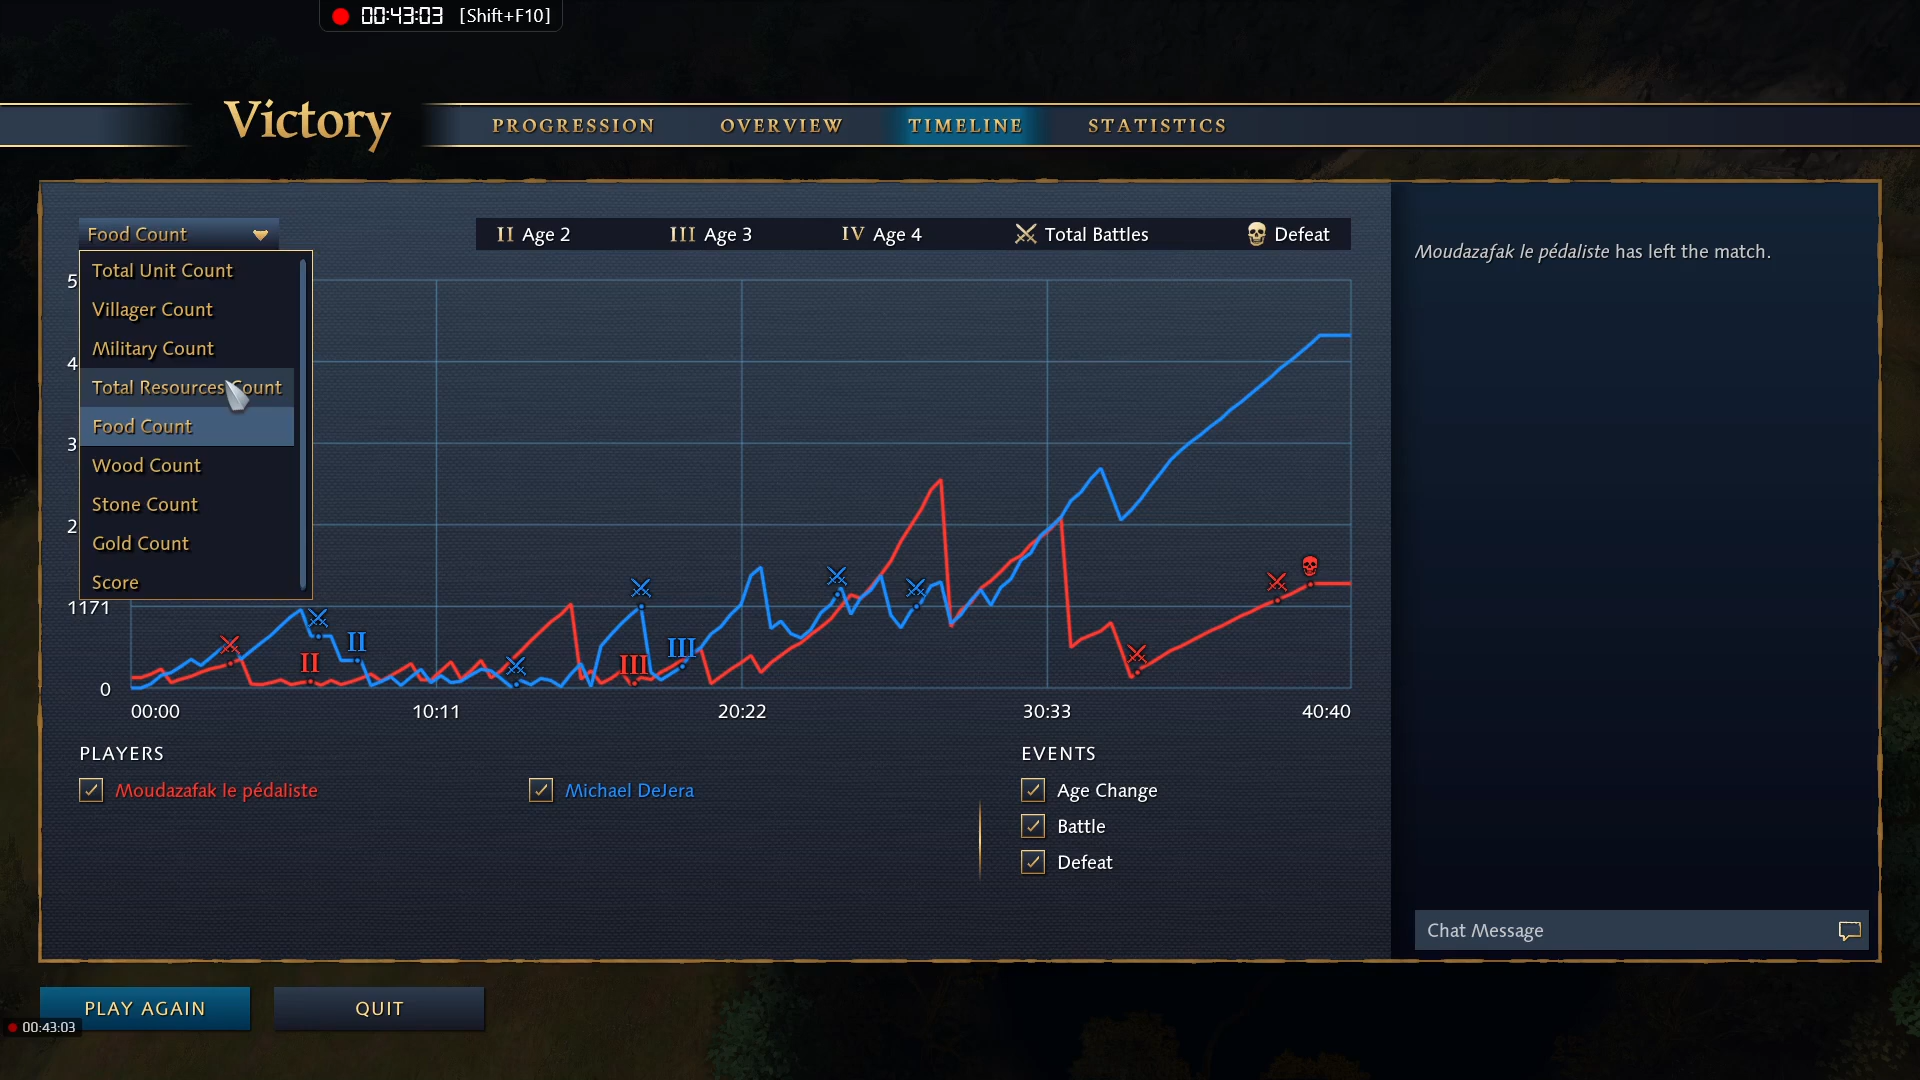 00:43:03 [Shift+F10]
Victory
PROGRESSION OVERVIEW TIMELINE STATISTICS
Food Count
II Age 2 III Age 3 IV Age 4 Total Battles Defeat
Moudazafak le pédaliste has left the match.
Total Unit Count
Villager Count
Military Count
Total Resources Count
Food Count
Wood Count
Stone Count
Gold Count
Score
5
4
3
2
1171
0
II
II
III
III
00:00 10:11 20:22 30:33 40:40
PLAYERS
Moudazafak le pédaliste
Michael DeJera
EVENTS
Age Change
Battle
Defeat
Chat Message
PLAY AGAIN
QUIT
00:43:03